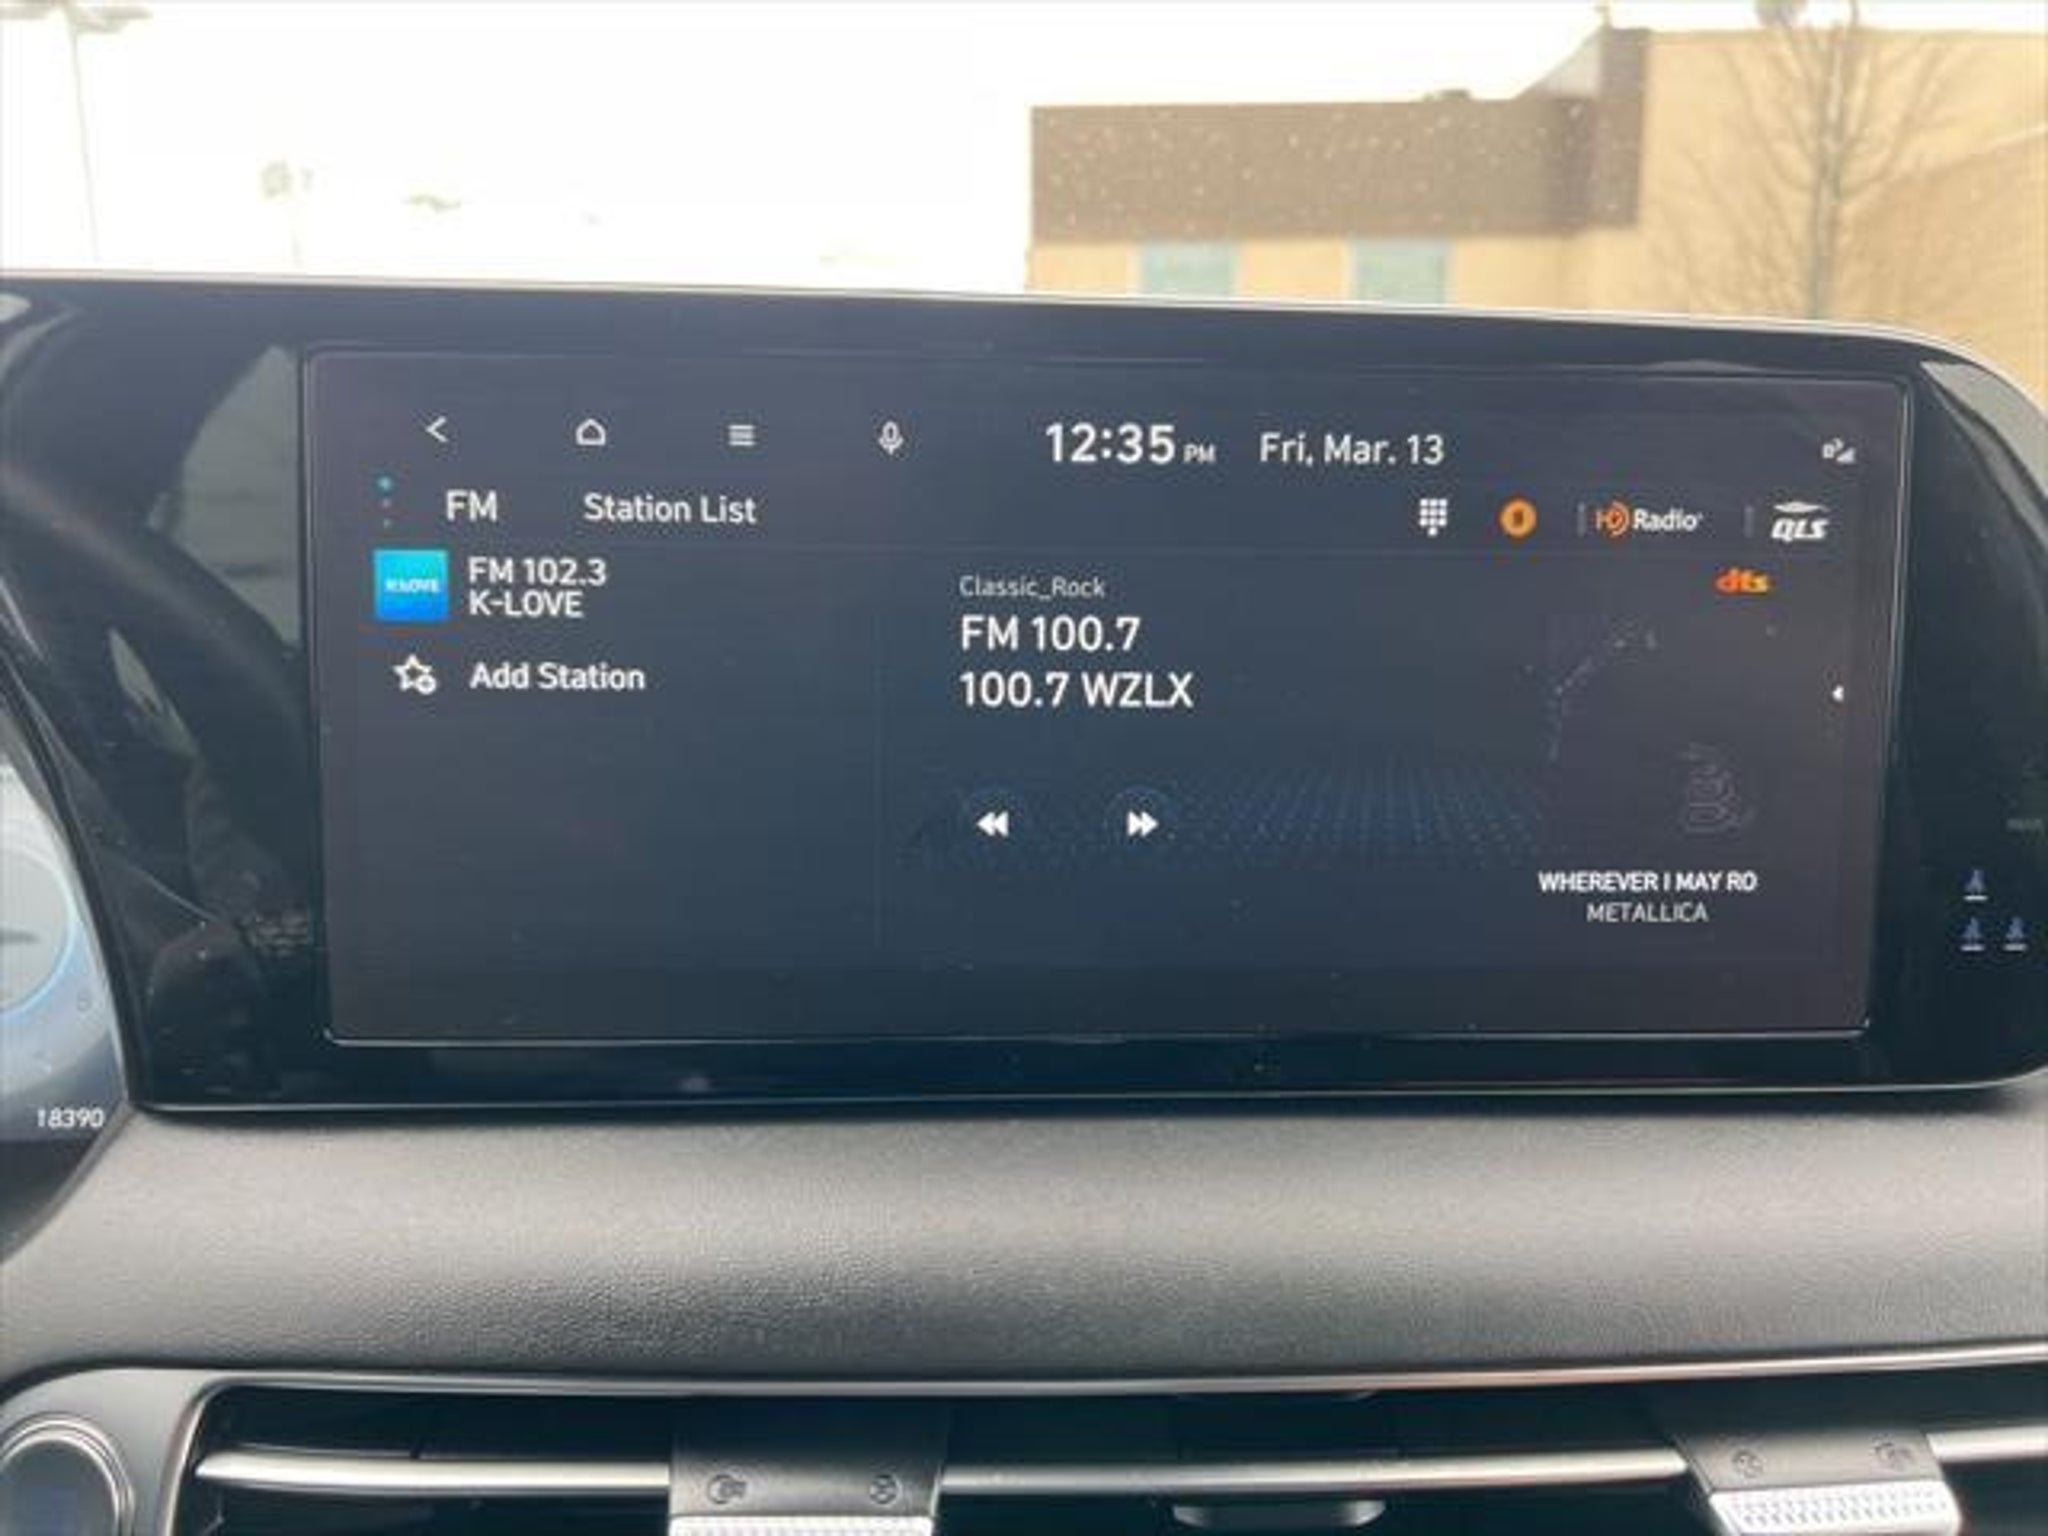 12:35 PM Fri, Mar. 13
FM Station List
HD Radio
QLS
K-LOVE
FM 102.3
K-LOVE
Add Station
Classic_Rock
FM 100.7
100.7 WZLX
dts
WHEREVER I MAY RO
METALLICA
18390